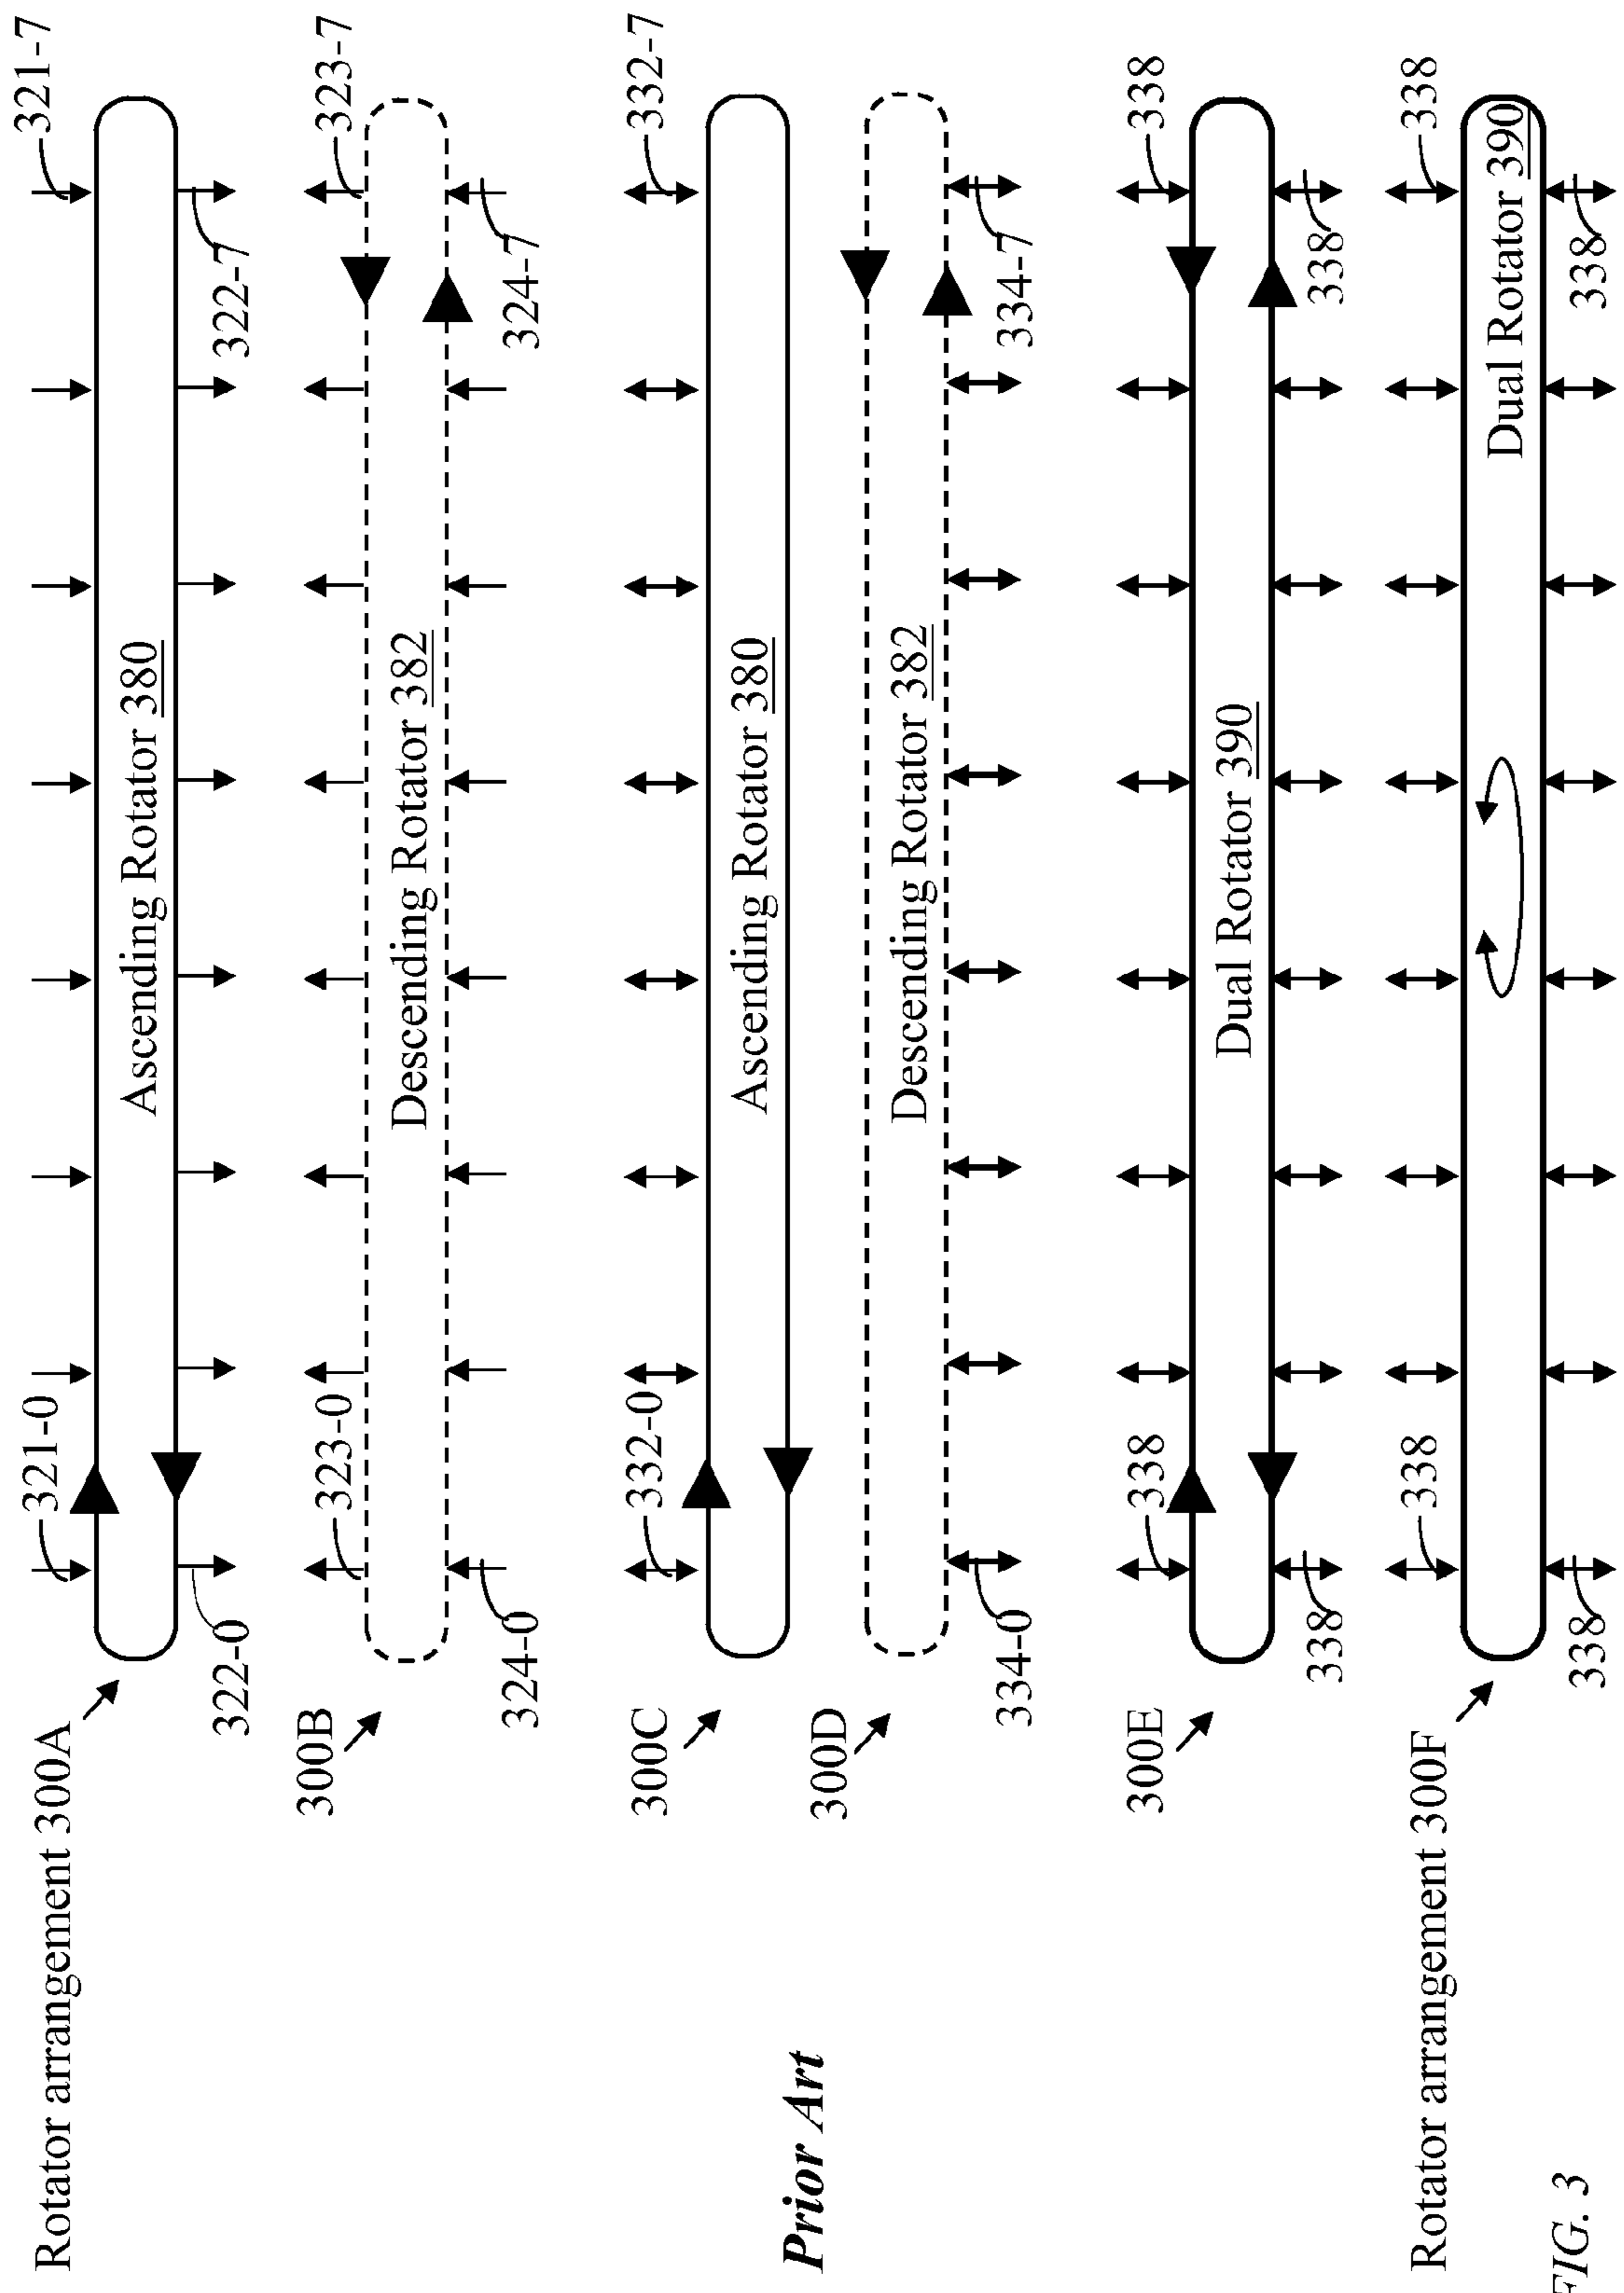 Rotator arrangement 300A
321-0
321-7
Ascending Rotator 380
322-0
322-7
300B
323-0
323-7
Descending Rotator 382
324-0
324-7
300C
332-0
332-7
Ascending Rotator 380
Prior Art
300D
Descending Rotator 382
334-0
334-7
300E
338
338
Dual Rotator 390
338
338
Rotator arrangement 300F
338
338
Dual Rotator 390
338
338
FIG. 3